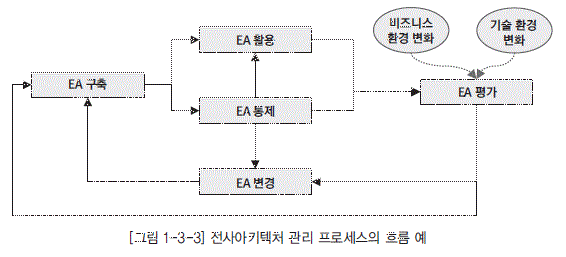 비즈니스
환경 변화
기술 환경
변화
EA 활용
EA 구축
EA 통제
EA 평가
EA 변경
[그림 1-3-3] 전사아키텍처 관리 프로세스의 흐름 예